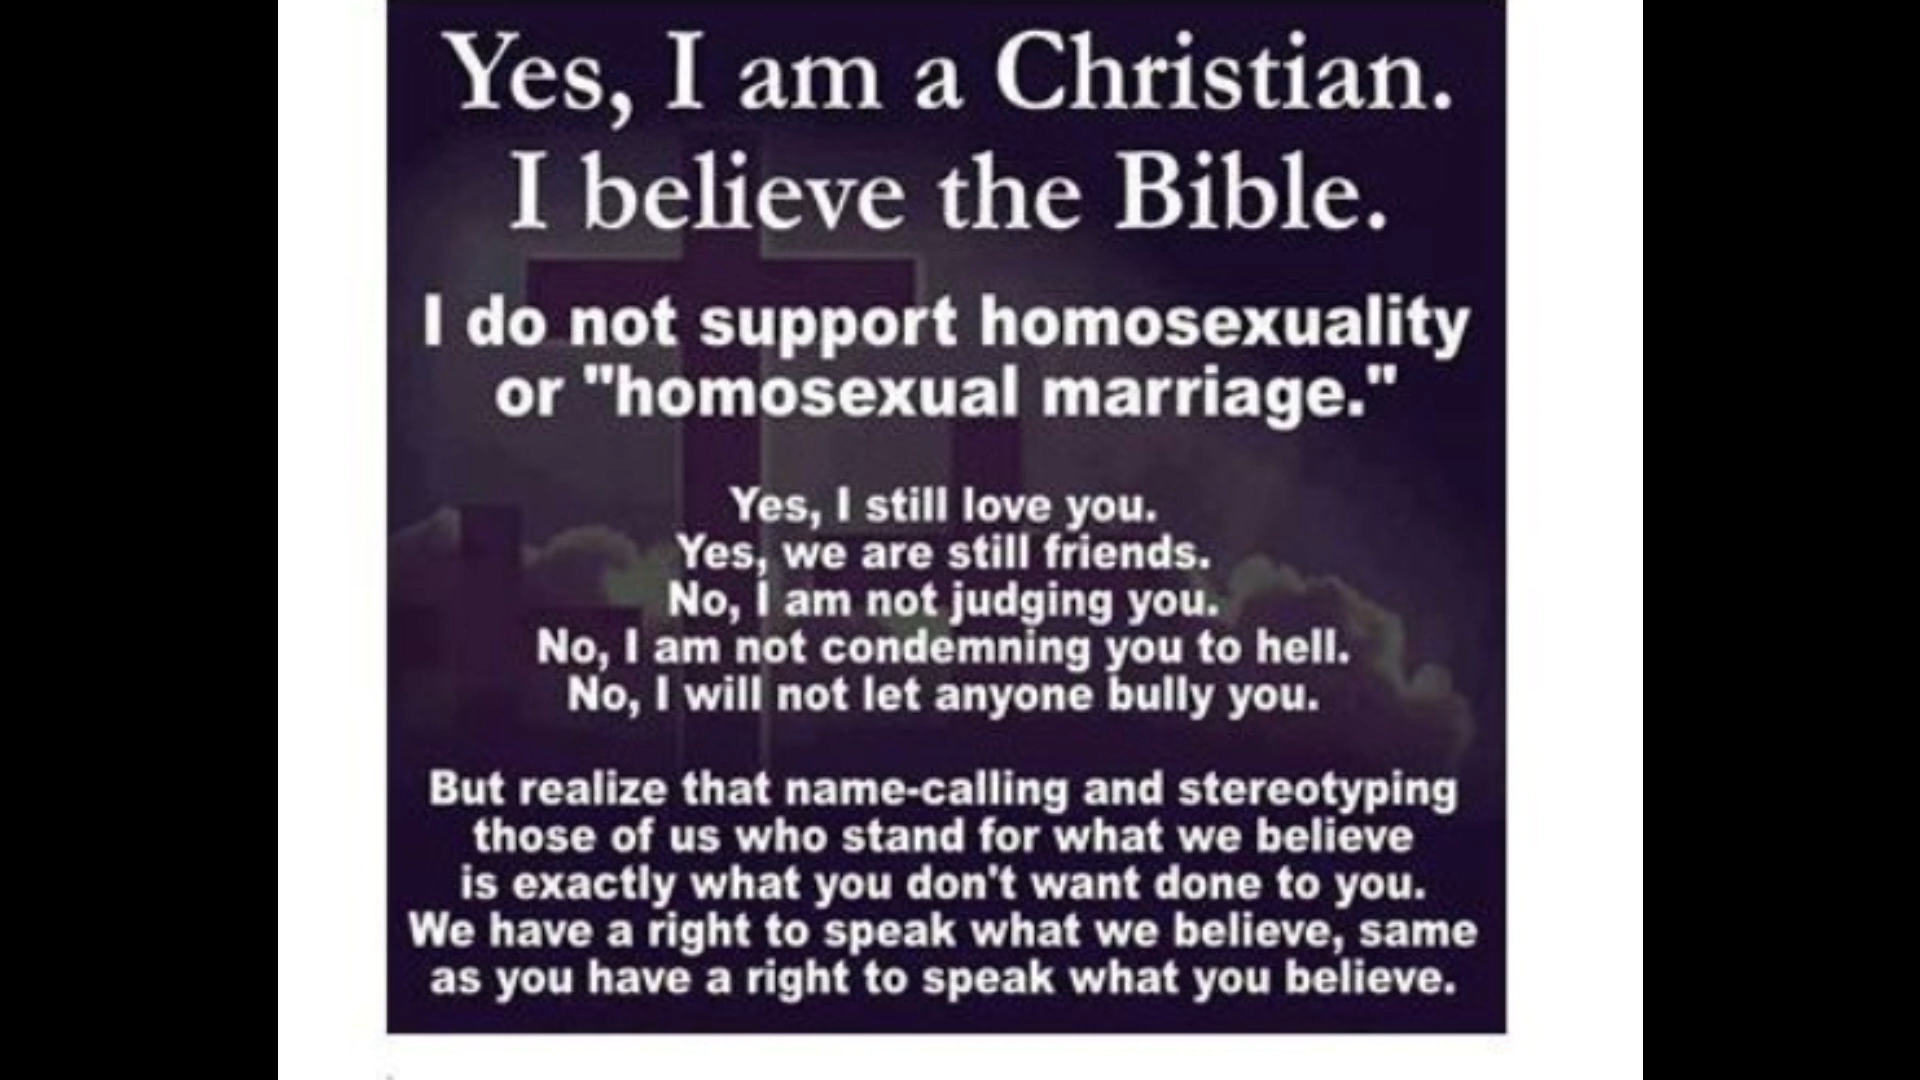 Yes, I am a Christian.
I believe the Bible.
I do not support homosexuality
or "homosexual marriage."
Yes, I still love you.
Yes, we are still friends.
No, I am not judging you.
No, I am not condemning you to hell.
No, I will not let anyone bully you.
But realize that name-calling and stereotyping
those of us who stand for what we believe
is exactly what you don't want done to you.
We have a right to speak what we believe, same
as you have a right to speak what you believe.